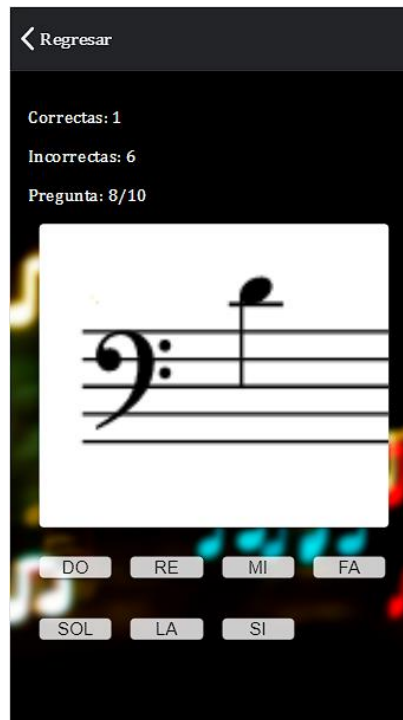 Regresar
Correctas: 1
Incorrectas: 6
Pregunta: 8/10
DO RE MI FA
SOL LA SI